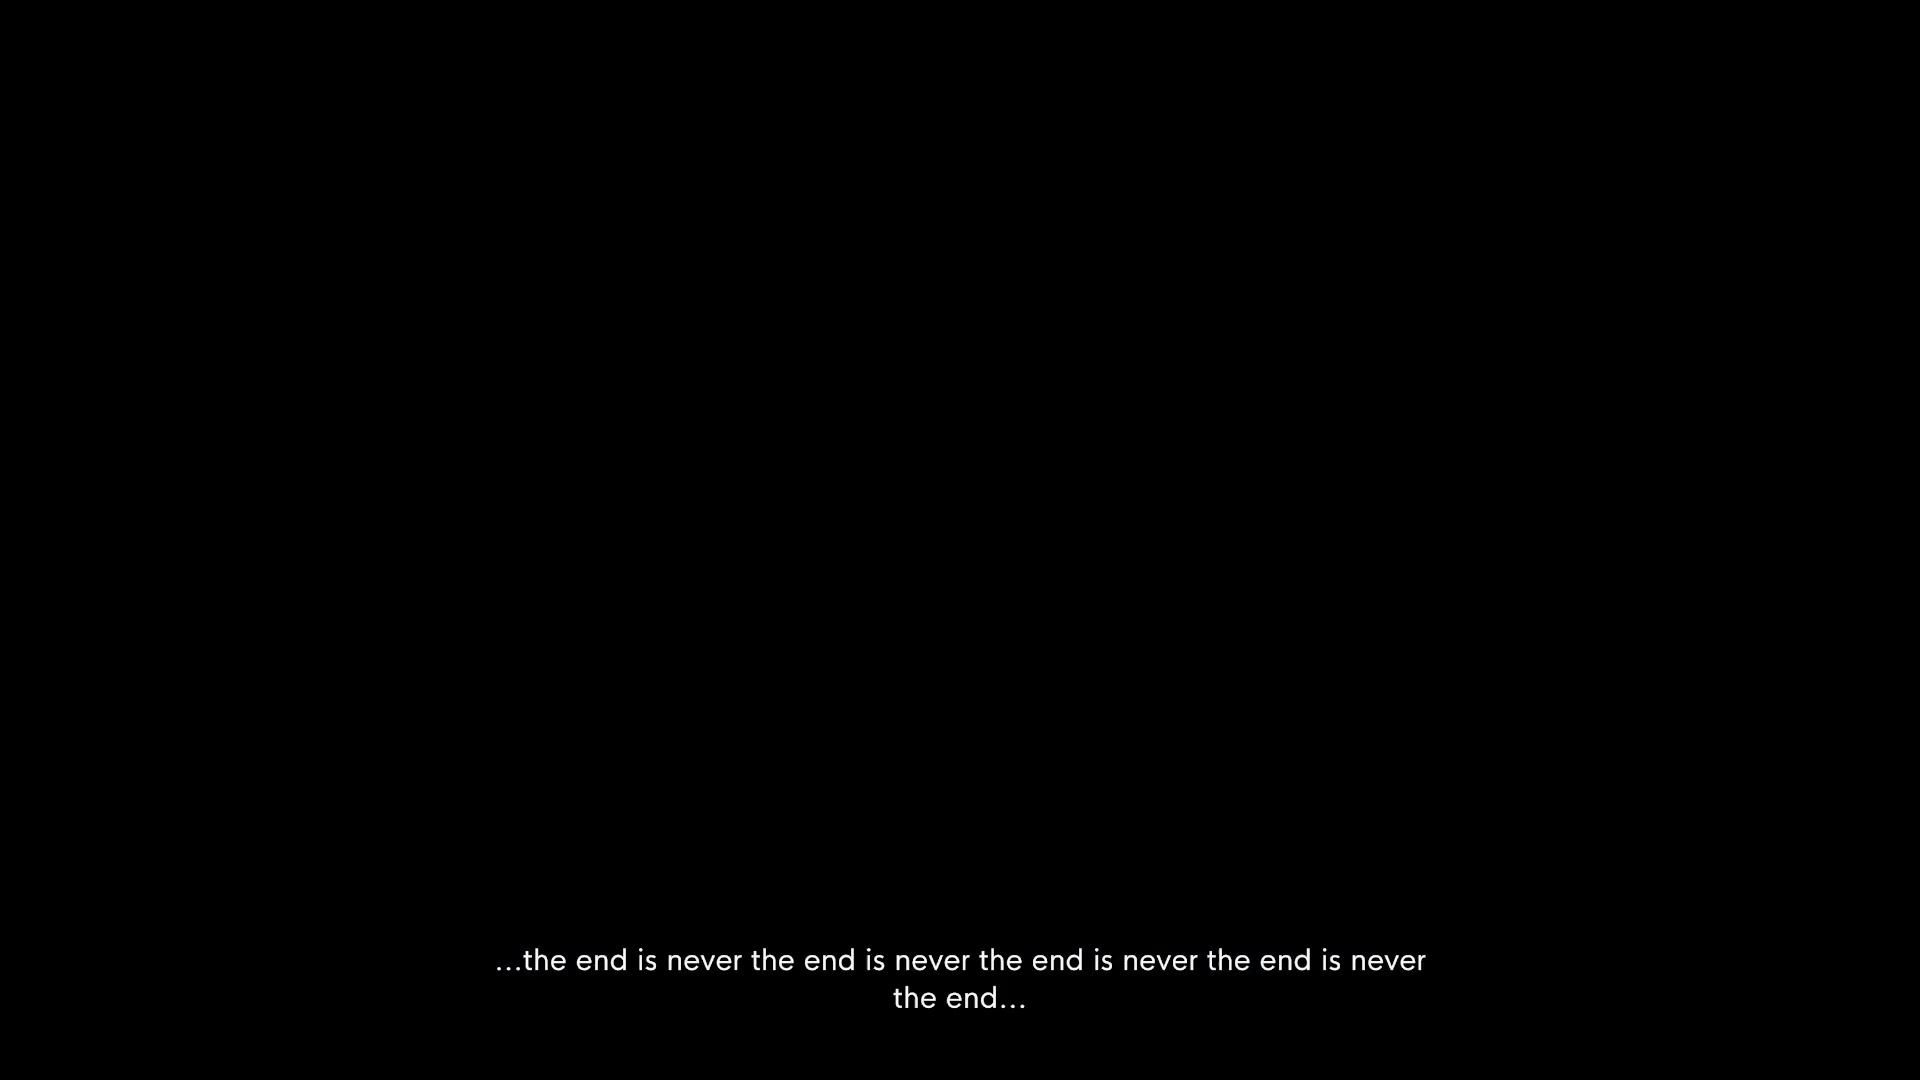 ...the end is never the end is never the end is never the end is never
the end...